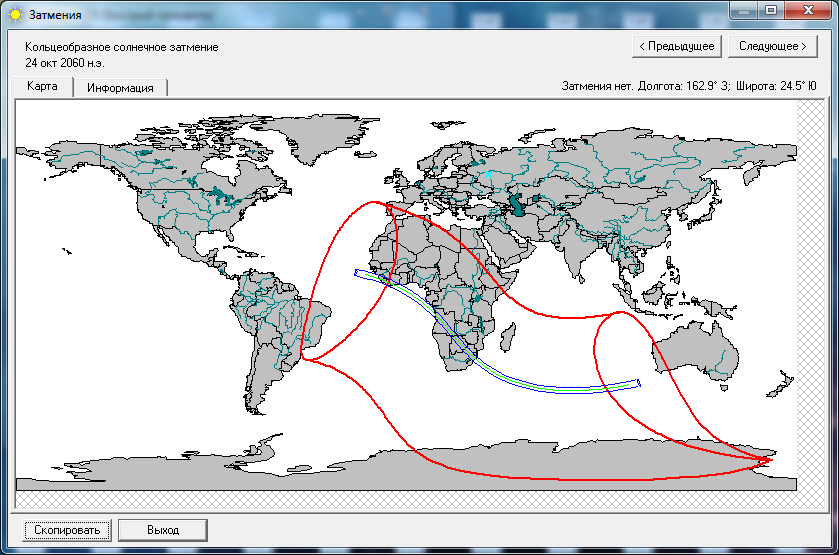 Затмения
Кольцеобразное солнечное затмение
24 окт 2060 н.э.
< Предыдущее
Следующее >
Карта
Информация
Затмения нет. Долгота: 162.9° З; Широта: 24.5° Ю
Скопировать
Выход